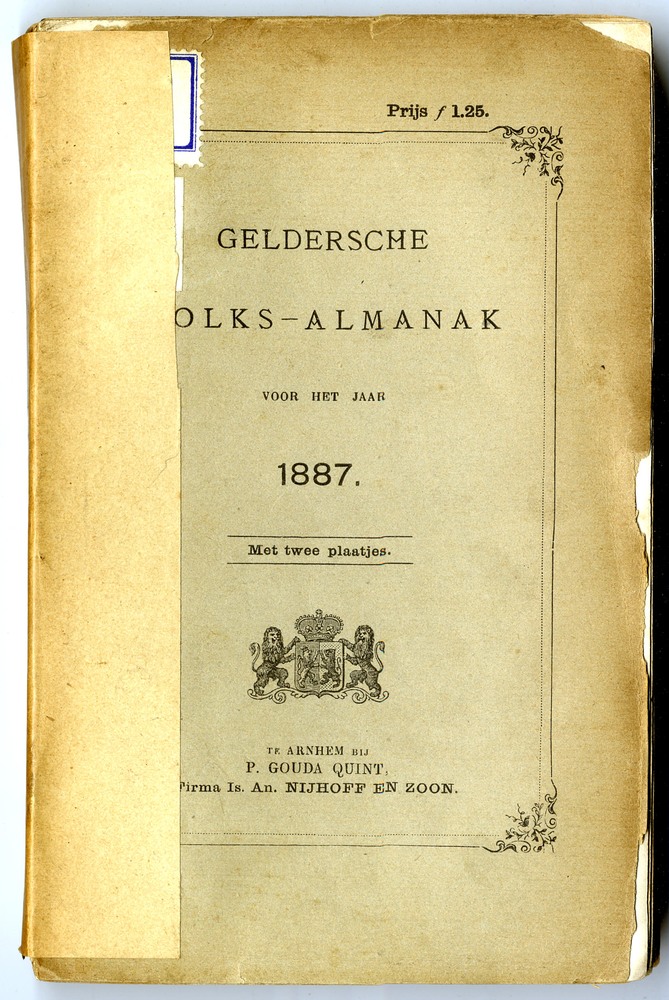 Prijs ƒ 1.25.
GELDERSCHE
OLKS-ALMANAK
VOOR HET JAAR
1887.
Met twee plaatjes.
TE ARNHEM BIJ
P. GOUDA QUINT,
Firma Is. An. NIJHOFF EN ZOON.